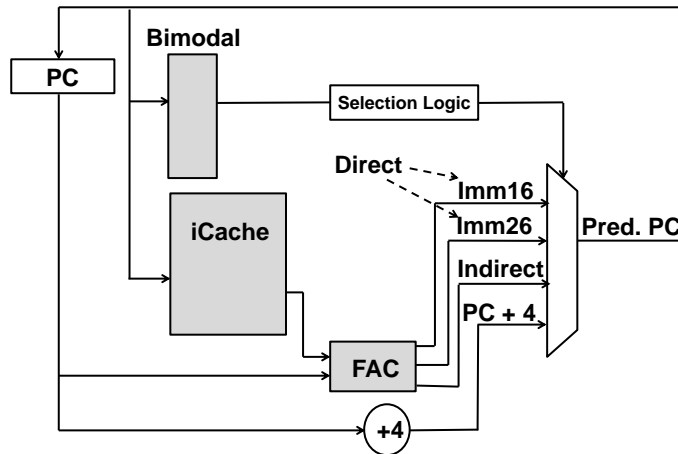 Bimodal
PC
Selection Logic
Direct
Imm16
iCache
Imm26
Pred. PC
Indirect
PC + 4
FAC
+4